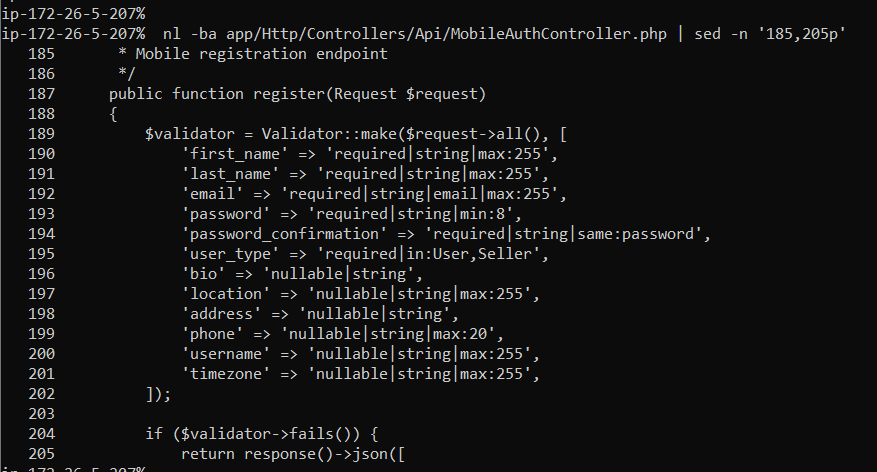 ip-172-26-5-207%
ip-172-26-5-207%  nl -ba app/Http/Controllers/Api/MobileAuthController.php | sed -n '185,205p'
   185       * Mobile registration endpoint
   186       */
   187      public function register(Request $request)
   188      {
   189          $validator = Validator::make($request->all(), [
   190              'first_name' => 'required|string|max:255',
   191              'last_name' => 'required|string|max:255',
   192              'email' => 'required|string|email|max:255',
   193              'password' => 'required|string|min:8',
   194              'password_confirmation' => 'required|string|same:password',
   195              'user_type' => 'required|in:User,Seller',
   196              'bio' => 'nullable|string',
   197              'location' => 'nullable|string|max:255',
   198              'address' => 'nullable|string',
   199              'phone' => 'nullable|string|max:20',
   200              'username' => 'nullable|string|max:255',
   201              'timezone' => 'nullable|string|max:255',
   202          ]);
   203
   204          if ($validator->fails()) {
   205              return response()->json([
ip-172-26-5-207%